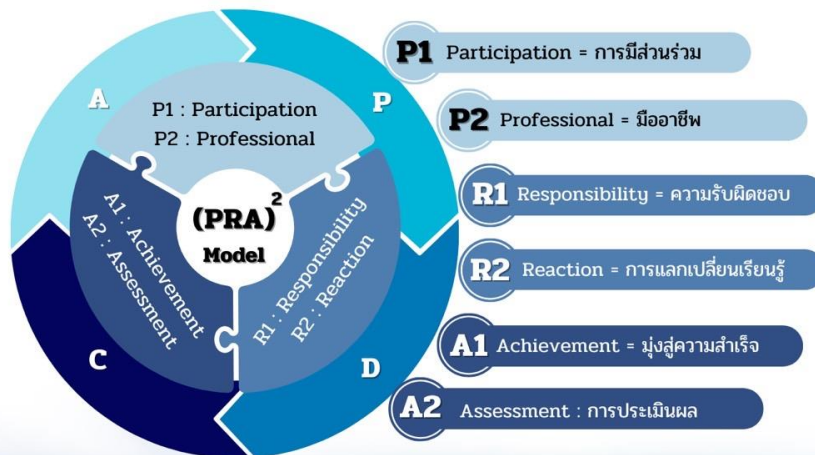 A
P
P1 : Participation
P2 : Professional
(PRA)²
Model
A1 : Achievement
A2 : Assessment
R1 : Responsibility
R2 : Reaction
C
D
P1 Participation = การมีส่วนร่วม
P2 Professional = มืออาชีพ
R1 Responsibility = ความรับผิดชอบ
R2 Reaction = การแลกเปลี่ยนเรียนรู้
A1 Achievement = มุ่งสู่ความสำเร็จ
A2 Assessment : การประเมินผล